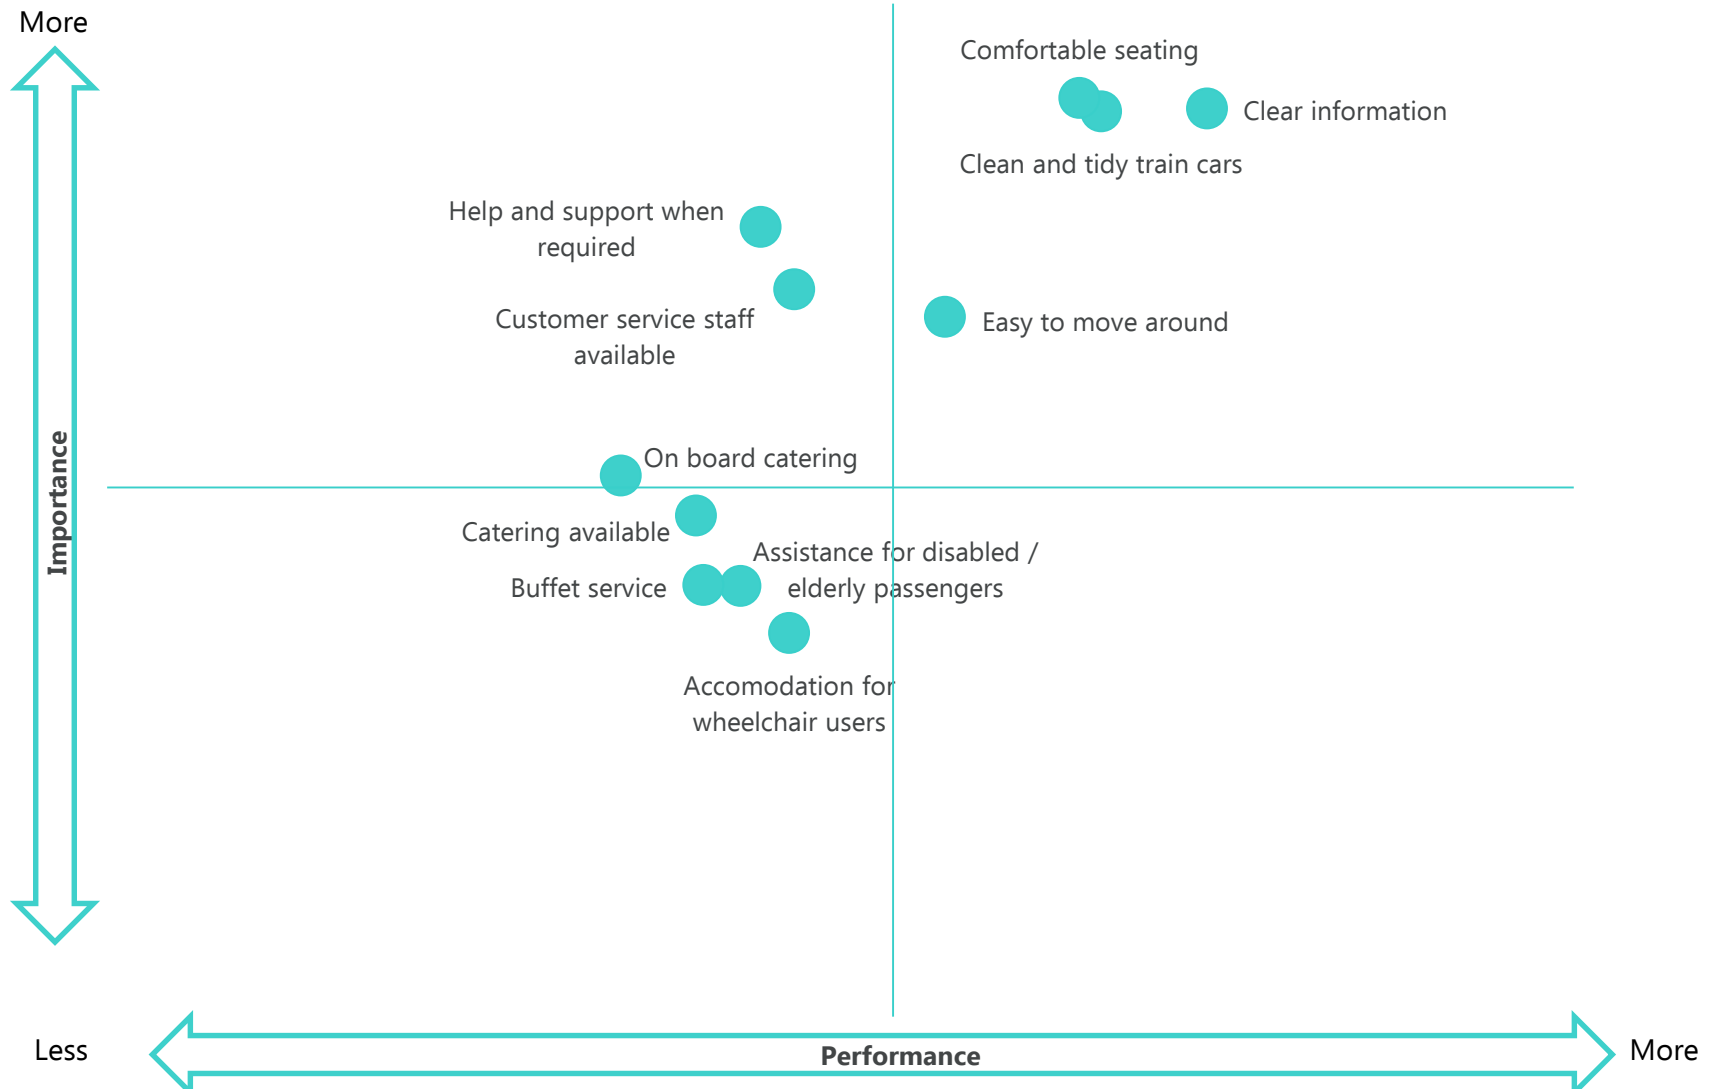 More
Comfortable seating
Clear information
Clean and tidy train cars
Help and support when
required
Customer service staff
available
Easy to move around
On board catering
Importance
Catering available
Assistance for disabled /
elderly passengers
Buffet service
Accomodation for
wheelchair users
Less
Performance
More